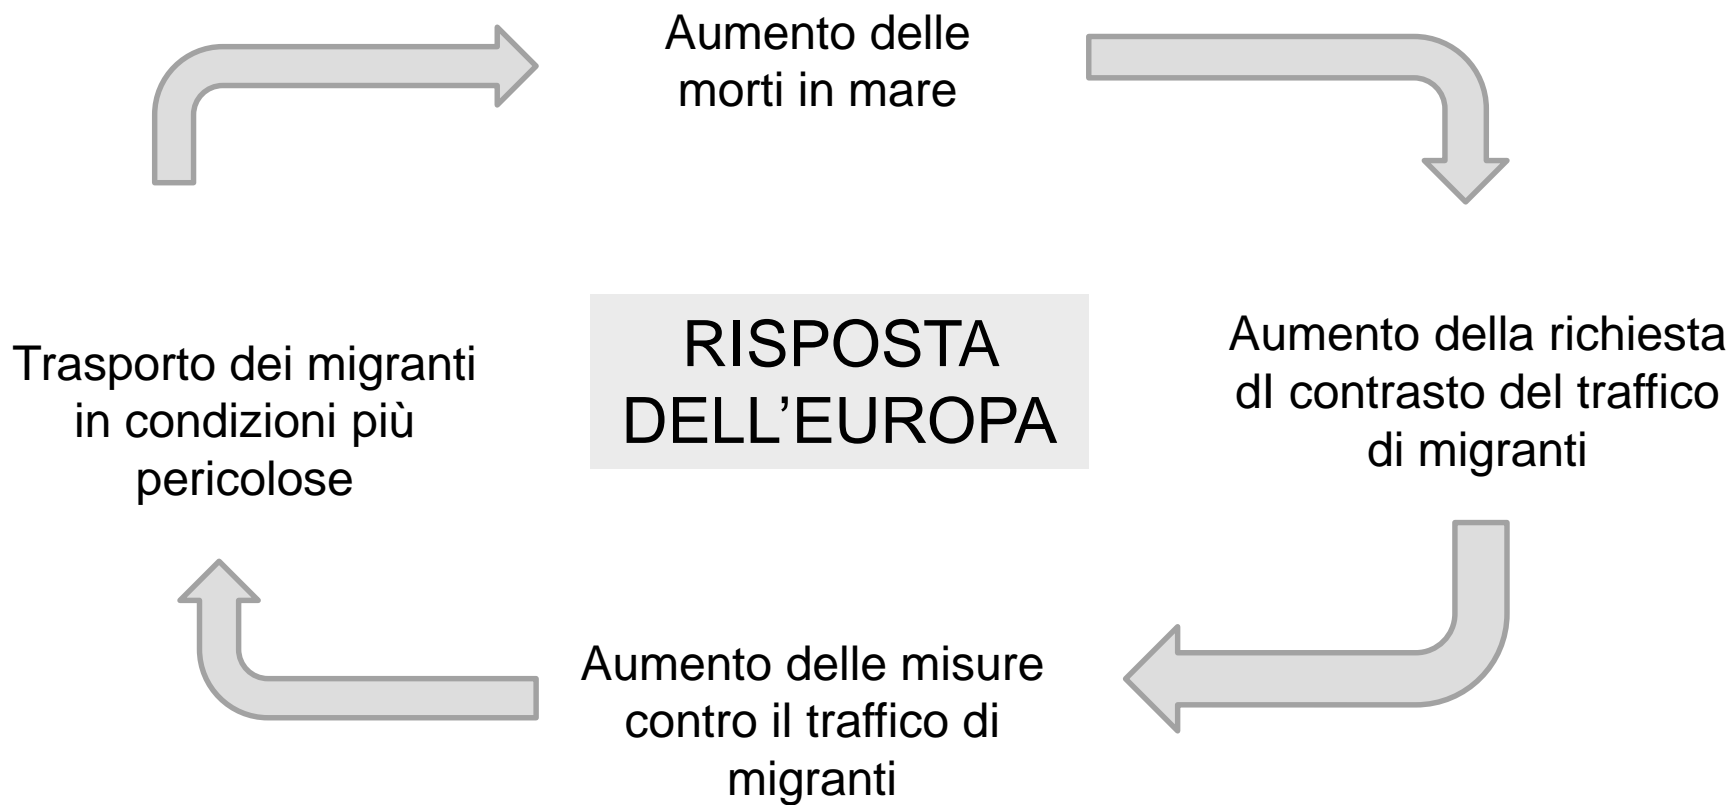 Aumento delle
morti in mare
Aumento della richiesta
dI contrasto del traffico
di migranti
RISPOSTA
DELL’EUROPA
Trasporto dei migranti
in condizioni più
pericolose
Aumento delle misure
contro il traffico di
migranti